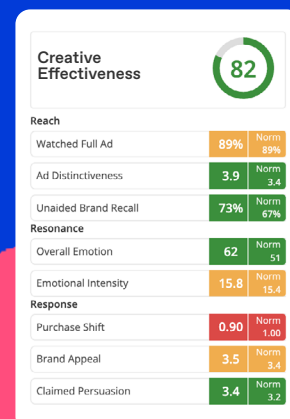 Creative
Effectiveness
82
Reach
Watched Full Ad 89% Norm 89%
Ad Distinctiveness 3.9 Norm 3.4
Unaided Brand Recall 73% Norm 67%
Resonance
Overall Emotion 62 Norm 51
Emotional Intensity 15.8 Norm 15.4
Response
Purchase Shift 0.90 Norm 1.00
Brand Appeal 3.5 Norm 3.4
Claimed Persuasion 3.4 Norm 3.2